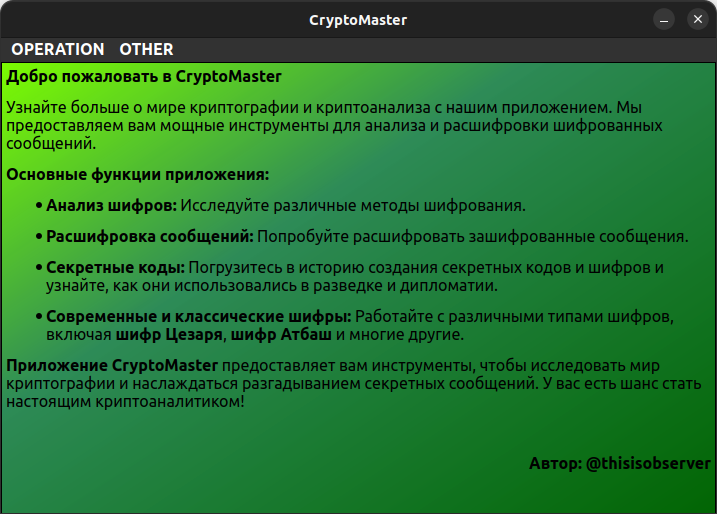 CryptoMaster
OPERATION OTHER
Добро пожаловать в CryptoMaster
Узнайте больше о мире криптографии и криптоанализа с нашим приложением. Мы
предоставляем вам мощные инструменты для анализа и расшифровки шифрованных
сообщений.
Основные функции приложения:
• Анализ шифров: Исследуйте различные методы шифрования.
• Расшифровка сообщений: Попробуйте расшифровать зашифрованные сообщения.
• Секретные коды: Погрузитесь в историю создания секретных кодов и шифров и
узнайте, как они использовались в разведке и дипломатии.
• Современные и классические шифры: Работайте с различными типами шифров,
включая шифр Цезаря, шифр Атбаш и многие другие.
Приложение CryptoMaster предоставляет вам инструменты, чтобы исследовать мир
криптографии и наслаждаться разгадыванием секретных сообщений. У вас есть шанс стать
настоящим криптоаналитиком!
Автор: @thisisobserver